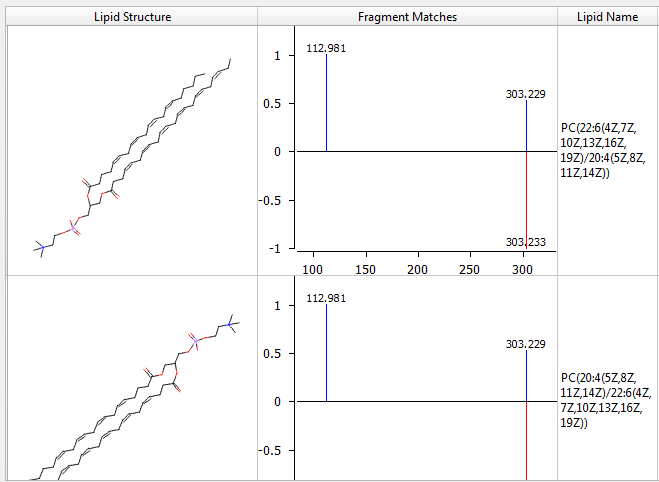 Lipid Structure
Fragment Matches
Lipid Name
112.981
1
303.229
0.5
PC(22:6(4Z,7Z,
10Z,13Z,16Z,
19Z)/20:4(5Z,8Z,
11Z,14Z))
0
-0.5
303.233
-1
100
150
200
250
300
112.981
1
303.229
0.5
PC(20:4(5Z,8Z,
11Z,14Z)/22:6(4Z,
7Z,10Z,13Z,16Z,
19Z))
0
-0.5